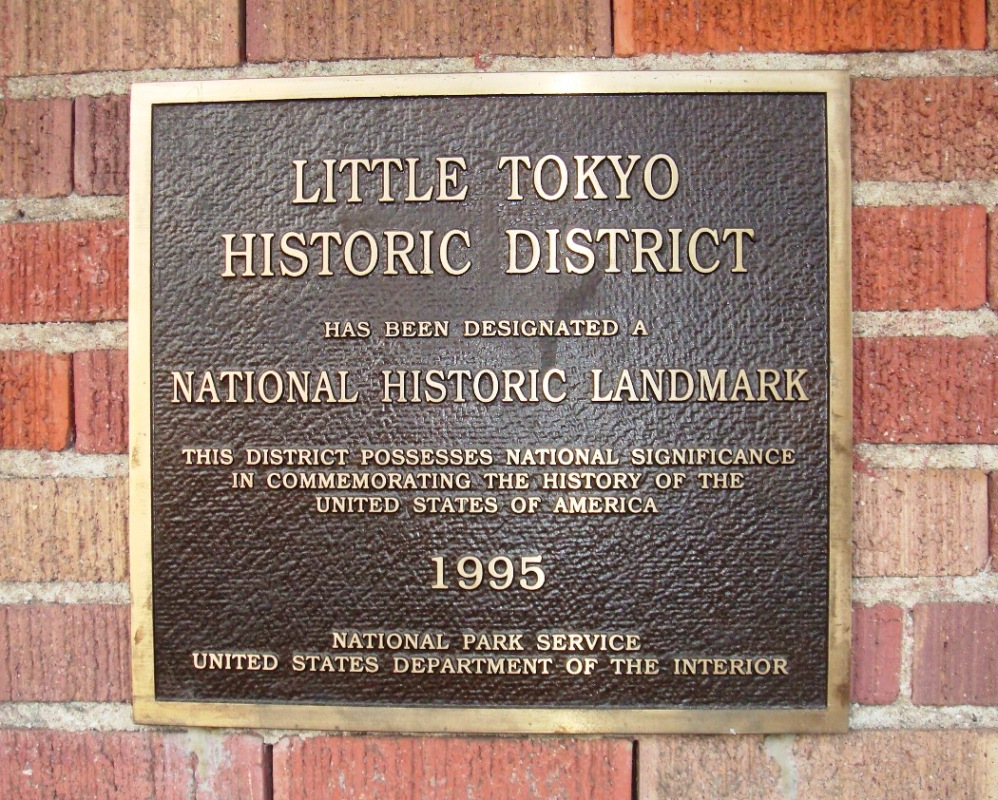 LITTLE TOKYO
HISTORIC DISTRICT
HAS BEEN DESIGNATED A
NATIONAL HISTORIC LANDMARK
THIS DISTRICT POSSESSES NATIONAL SIGNIFICANCE
IN COMMEMORATING THE HISTORY OF THE
UNITED STATES OF AMERICA
1995
NATIONAL PARK SERVICE
UNITED STATES DEPARTMENT OF THE INTERIOR